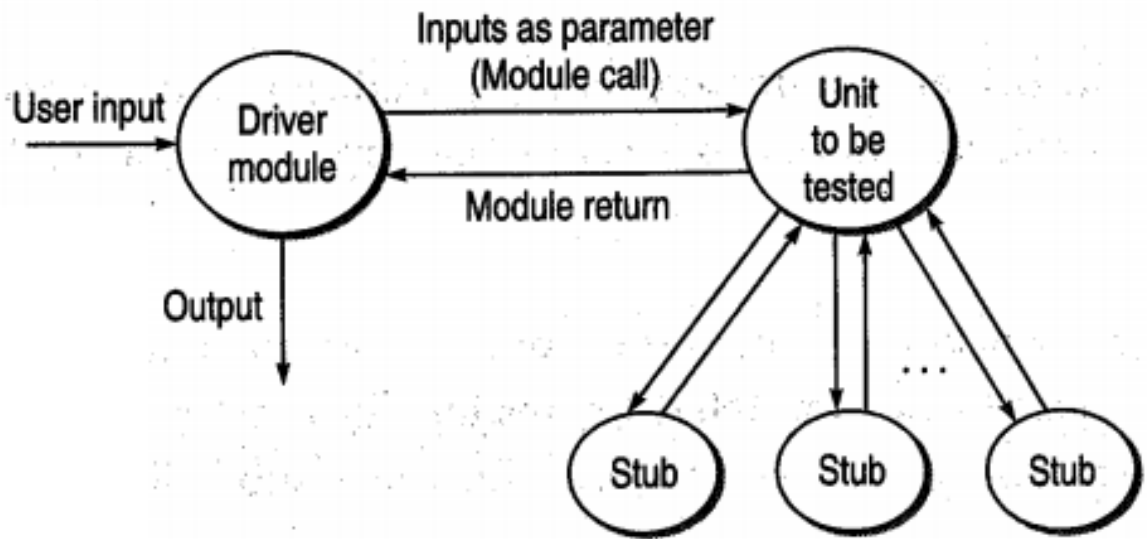 Inputs as parameter
(Module call)
User input
Driver
module
Unit
to be
tested
Module return
Output
...
Stub
Stub
Stub